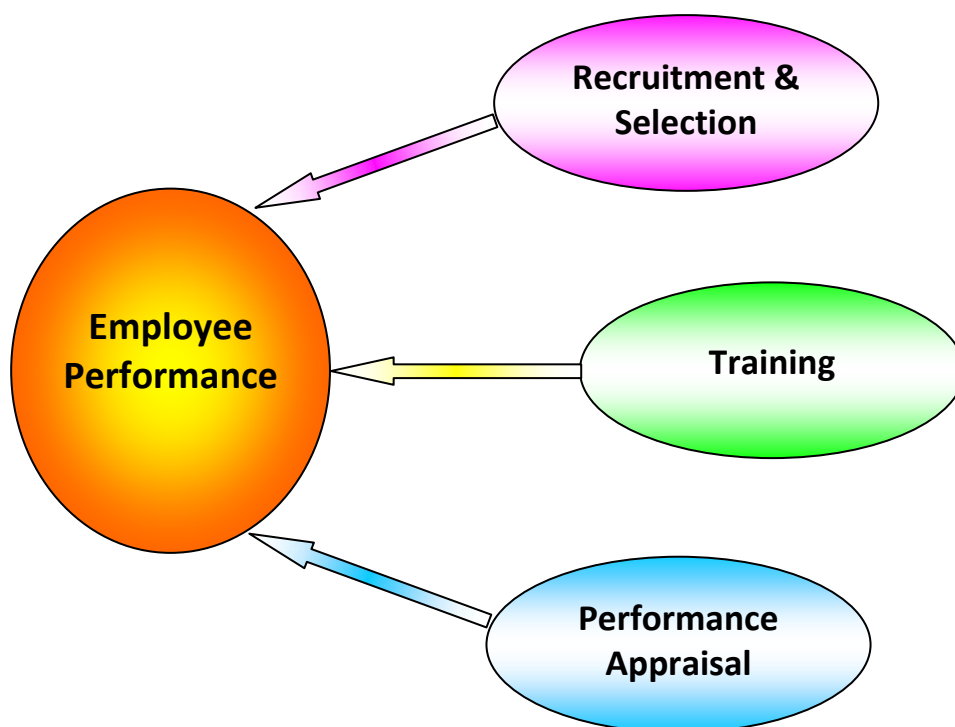 Recruitment &
Selection
Employee
Performance
Training
Performance
Appraisal